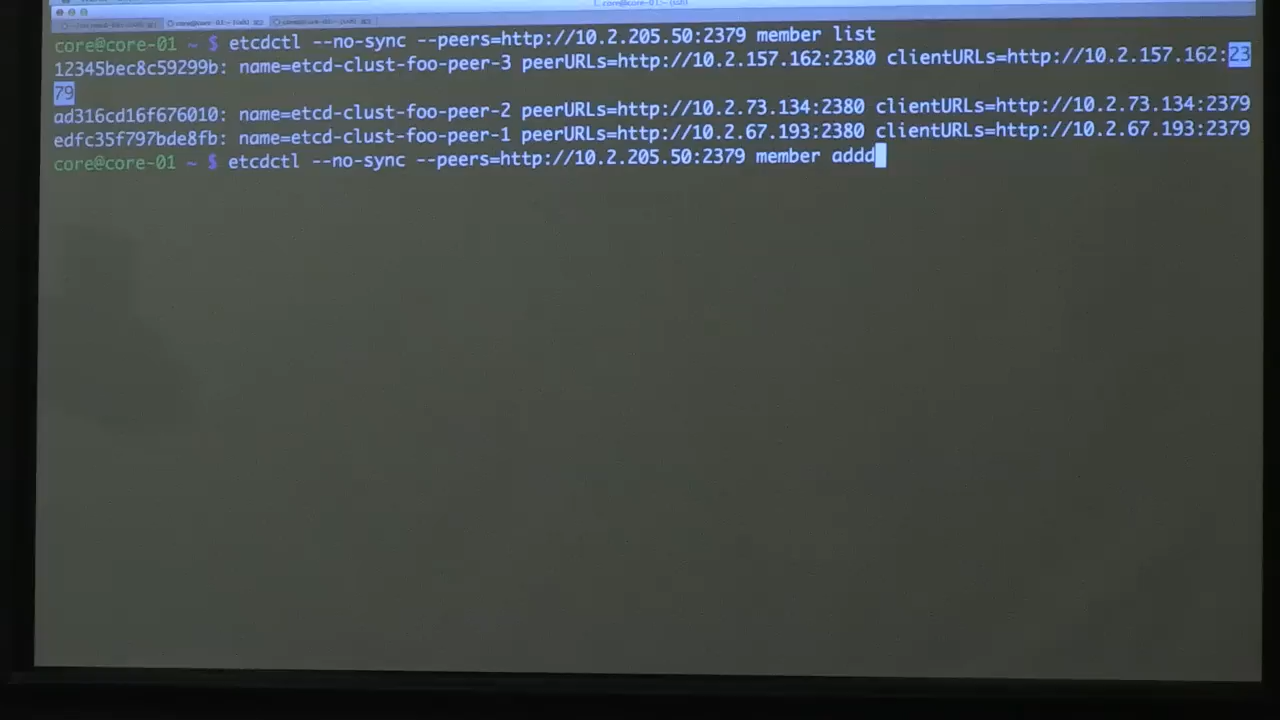 core@core-01 ~ $ etcdctl --no-sync --peers=http://10.2.205.50:2379 member list
12345bec8c59299b: name=etcd-clust-foo-peer-3 peerURLs=http://10.2.157.162:2380 clientURLs=http://10.2.157.162:23
79
ad316cd16f676010: name=etcd-clust-foo-peer-2 peerURLs=http://10.2.73.134:2380 clientURLs=http://10.2.73.134:2379
edfc35f797bde8fb: name=etcd-clust-foo-peer-1 peerURLs=http://10.2.67.193:2380 clientURLs=http://10.2.67.193:2379
core@core-01 ~ $ etcdctl --no-sync --peers=http://10.2.205.50:2379 member addd